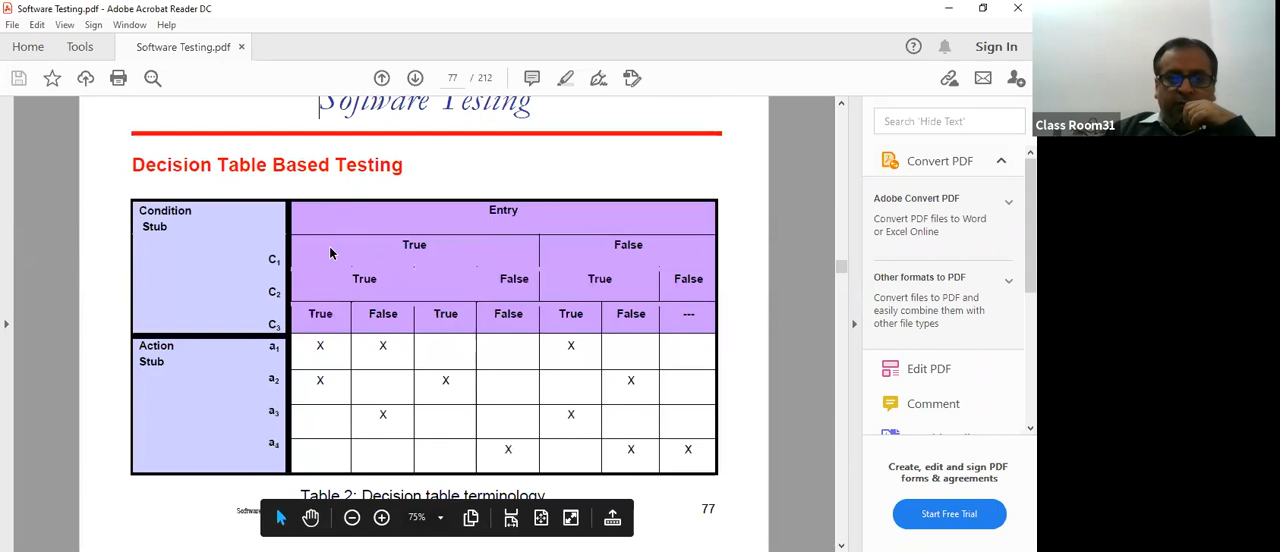 Software Testing.pdf - Adobe Acrobat Reader DC
File Edit View Sign Window Help
Home Tools Software Testing.pdf × Sign In
77 / 212
Software Testing
Decision Table Based Testing
Condition Stub Entry
C1 True False
C2 True False True False
C3 True False True False True False ---
Action Stub a1 X X X
a2 X X X
a3 X X
a4 X X X
Table 2: Decision table terminology
77
75%
Search 'Hide Text'
Convert PDF
Adobe Convert PDF
Convert PDF files to Word
or Excel Online
Other formats to PDF
Convert files to PDF and
easily combine them with
other file types
Edit PDF
Comment
Create, edit and sign PDF
forms & agreements
Start Free Trial
Class Room31